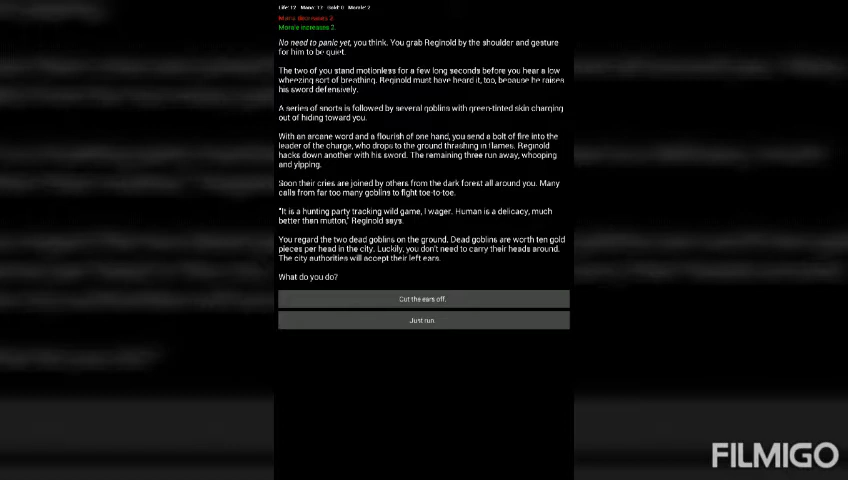 Life: 12 Mana: 13 Gold: 0 Morale: 2
Mana decreases 2
Morale increases 2.
No need to panic yet, you think. You grab Reginold by the shoulder and gesture
for him to be quiet.
The two of you stand motionless for a few long seconds before you hear a low
wheezing sort of breathing. Reginold must have heard it, too, because he raises
his sword defensively.
A series of snorts is followed by several goblins with green-tinted skin charging
out of hiding toward you.
With an arcane word and a flourish of one hand, you send a bolt of fire into the
leader of the charge, who drops to the ground thrashing in flames. Reginold
hacks down another with his sword. The remaining three run away, whooping
and yipping.
Soon their cries are joined by others from the dark forest all around you. Many
calls from far too many goblins to fight toe-to-toe.
"It is a hunting party tracking wild game, I wager. Human is a delicacy, much
better than mutton," Reginold says.
You regard the two dead goblins on the ground. Dead goblins are worth ten gold
pieces per head in the city. Luckily, you don't need to carry their heads around.
The city authorities will accept their left ears.
What do you do?
Cut the ears off.
Just run.
FILMIGO